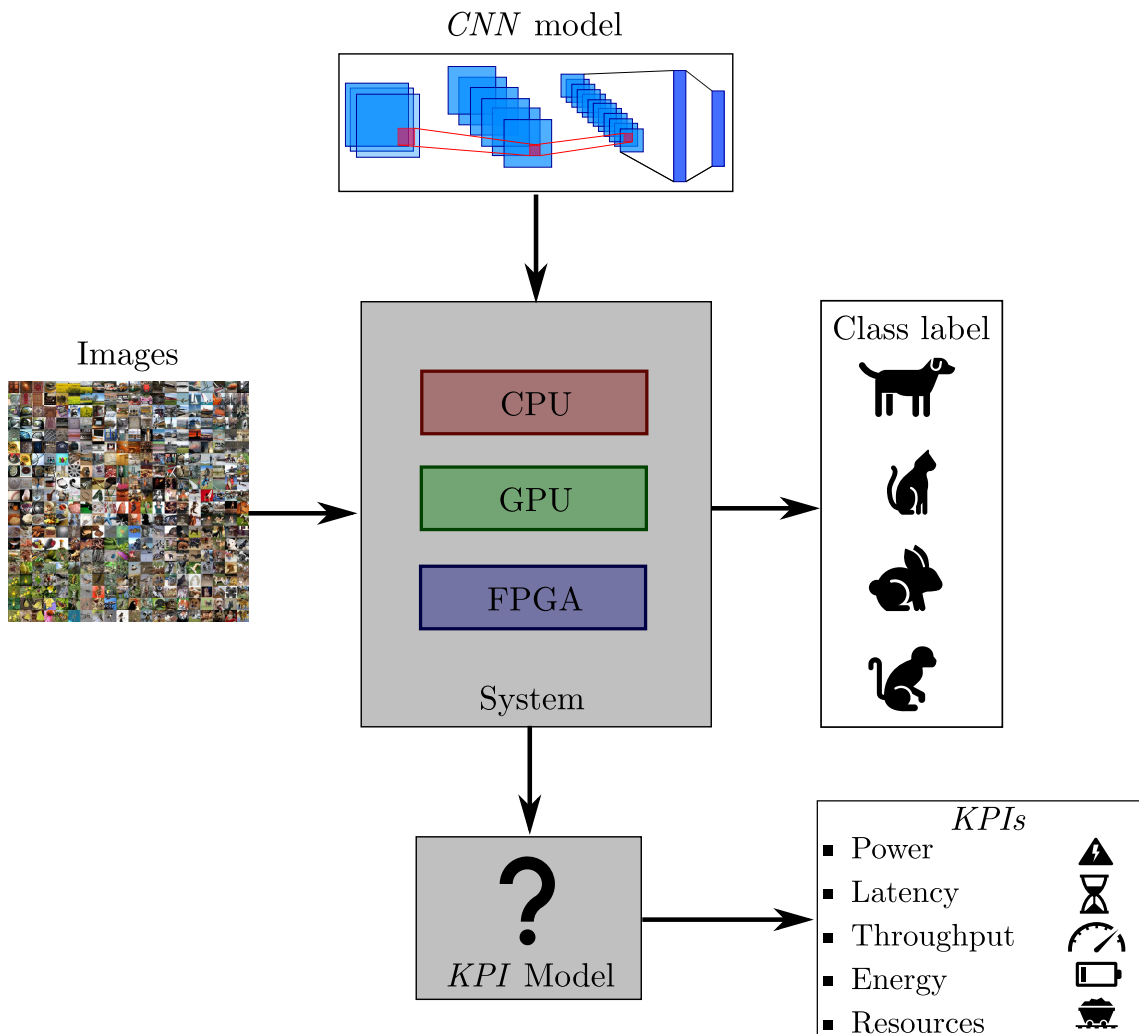 CNN model
Images
CPU
GPU
FPGA
System
Class label
KPI Model
KPIs
Power
Latency
Throughput
Energy
Resources